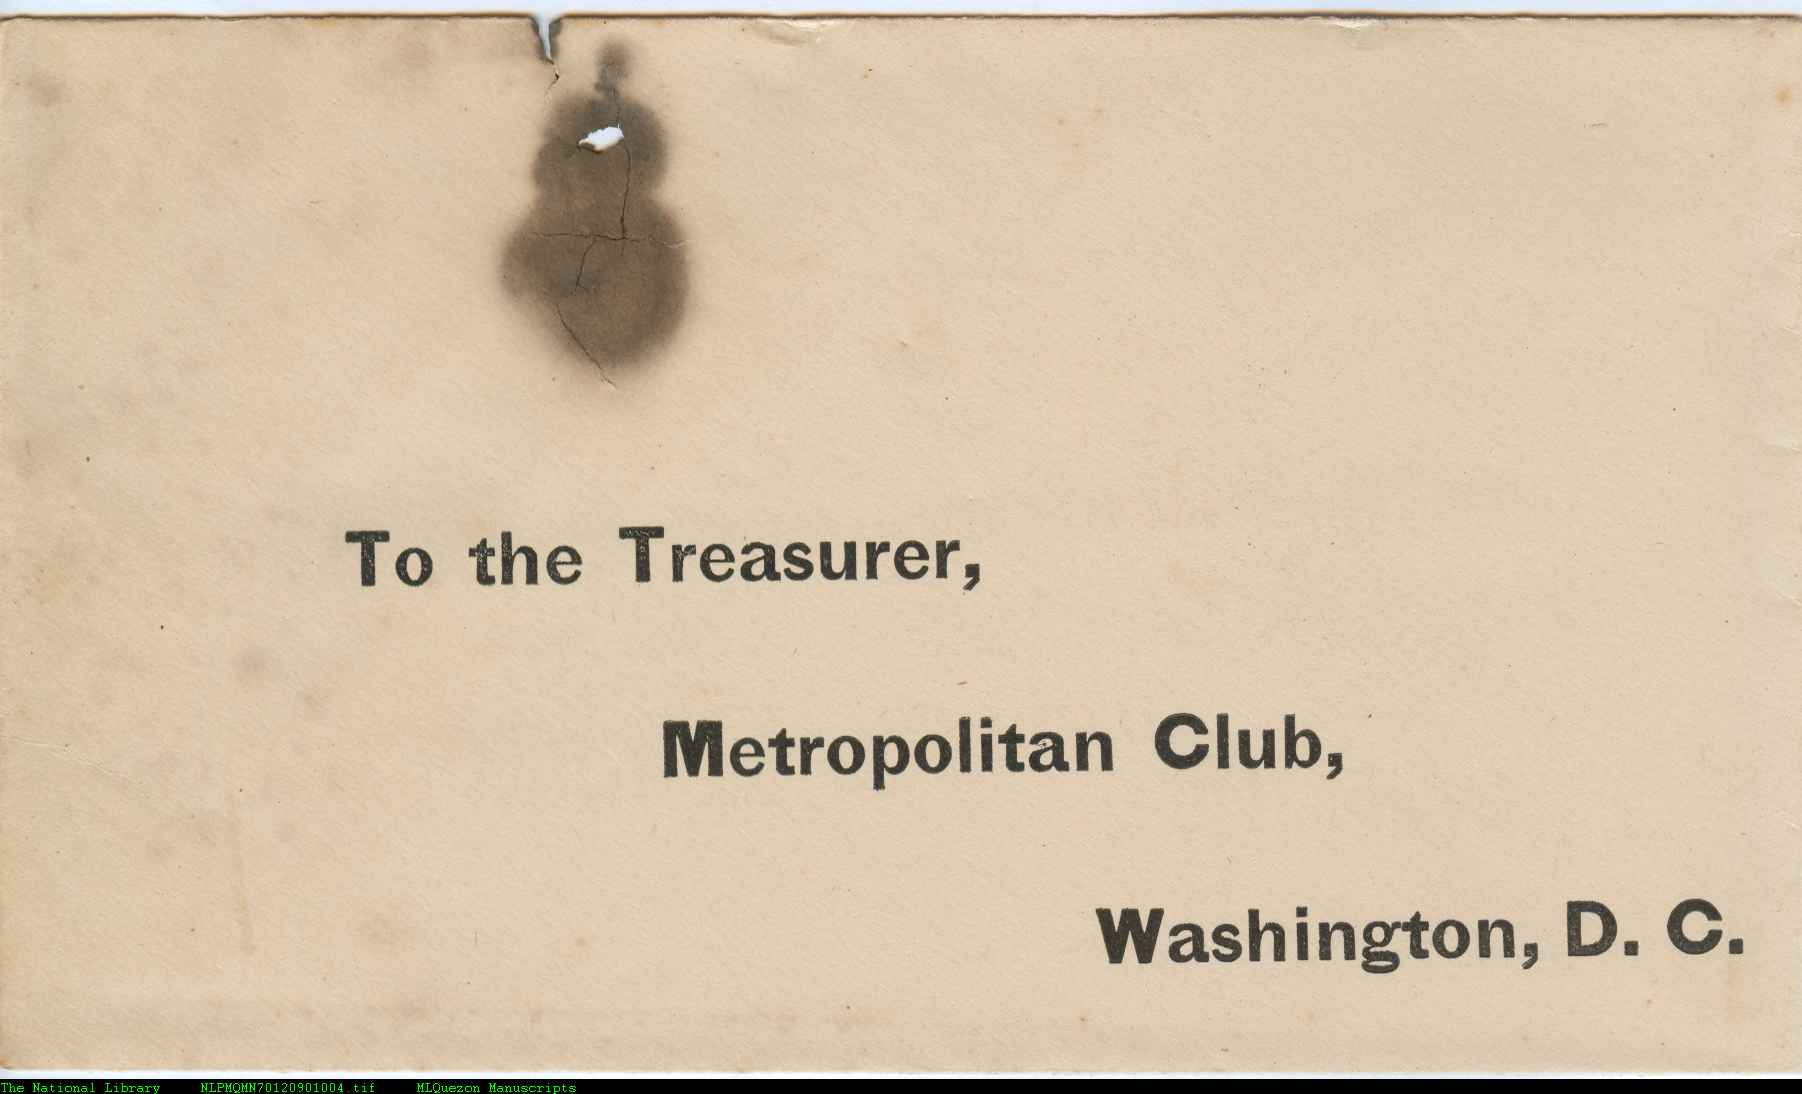 To the Treasurer,
Metropolitan Club,
Washington, D. C.
The National Library NLPMQMN70120901004.tif MLQuezon Manuscripts